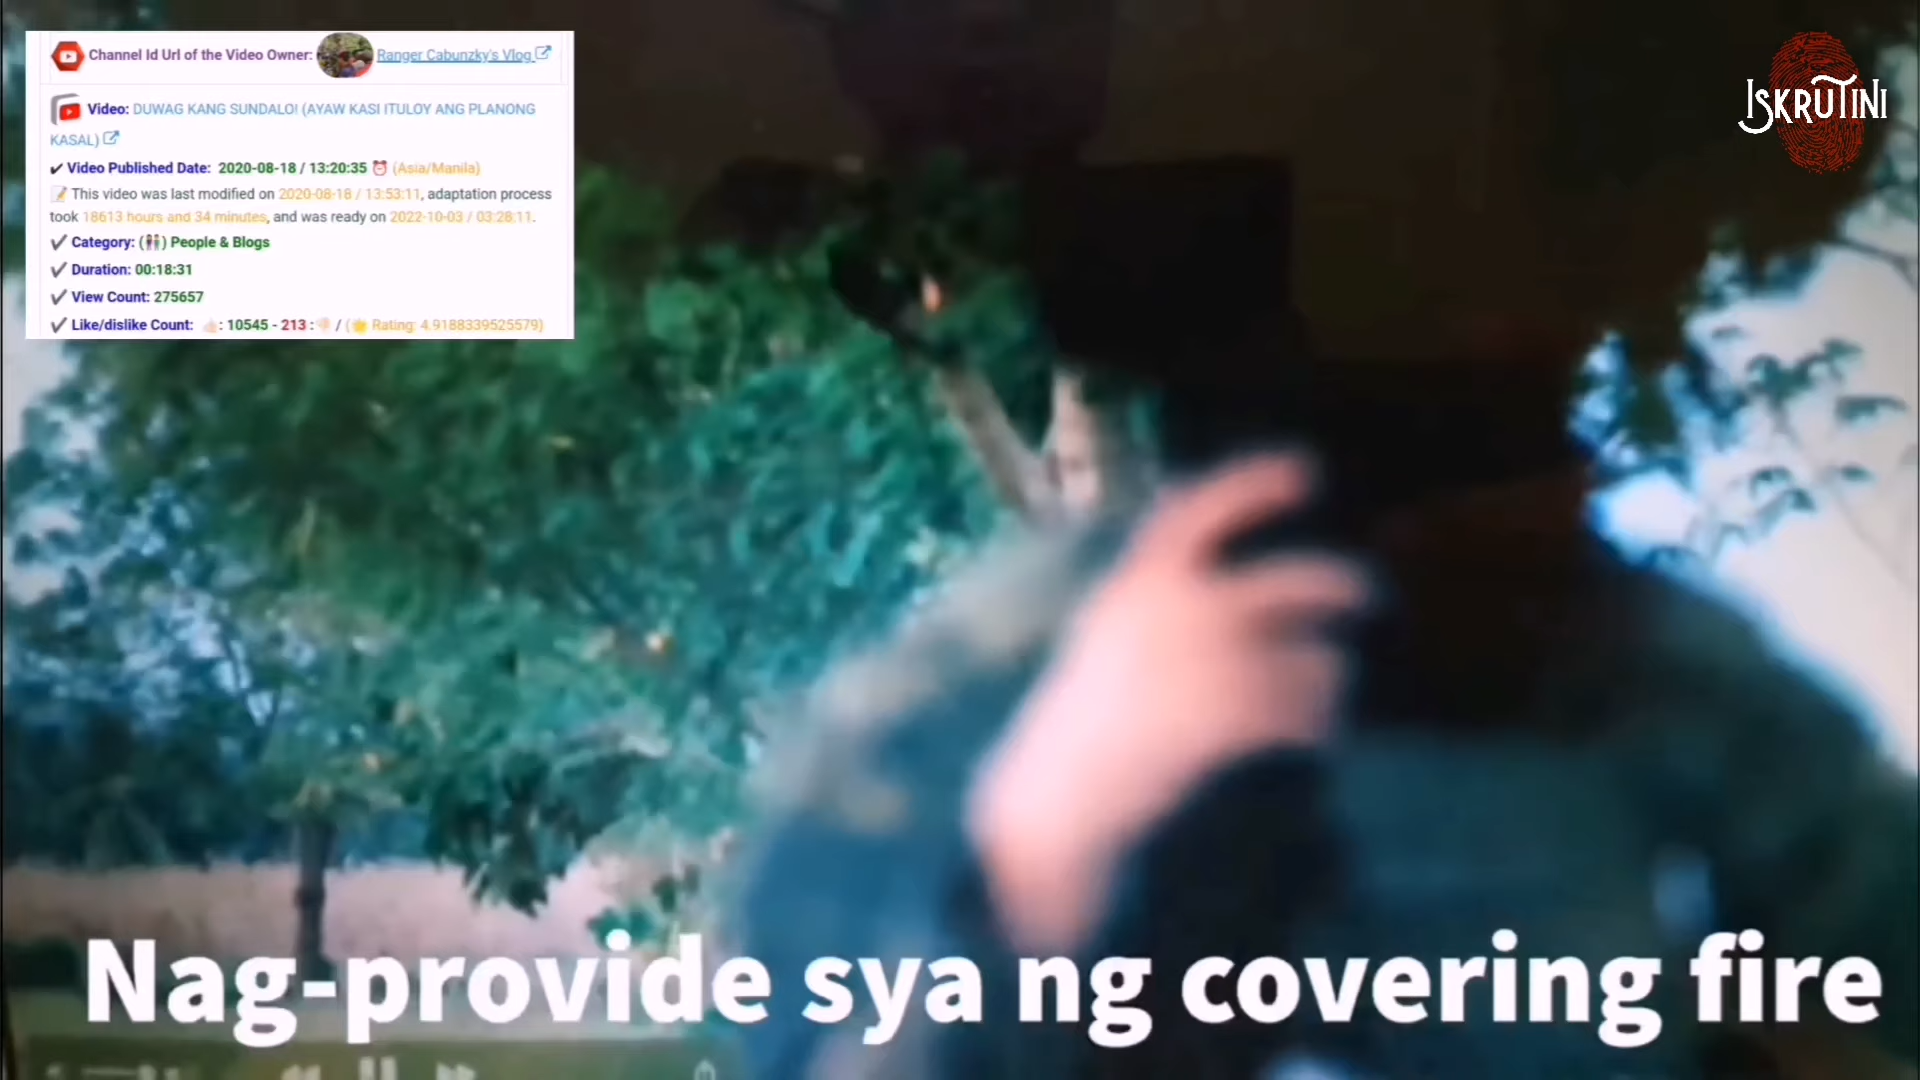 Channel Id Url of the Video Owner: Ranger Cabunzky's Vlog
Video: DUWAG KANG SUNDALO! (AYAW KASI ITULOY ANG PLANONG
KASAL)
✔ Video Published Date: 2020-08-18 / 13:20:35 ⏰ (Asia/Manila)
📝 This video was last modified on 2020-08-18 / 13:53:11, adaptation process
took 18613 hours and 34 minutes, and was ready on 2022-10-03 / 03:28:11.
✔ Category: (👫) People & Blogs
✔ Duration: 00:18:31
✔ View Count: 275657
✔ Like/dislike Count: 👍: 10545 - 213 :👎 / (🌟 Rating: 4.9188339525579)
ISKRUTINI
Nag-provide sya ng covering fire